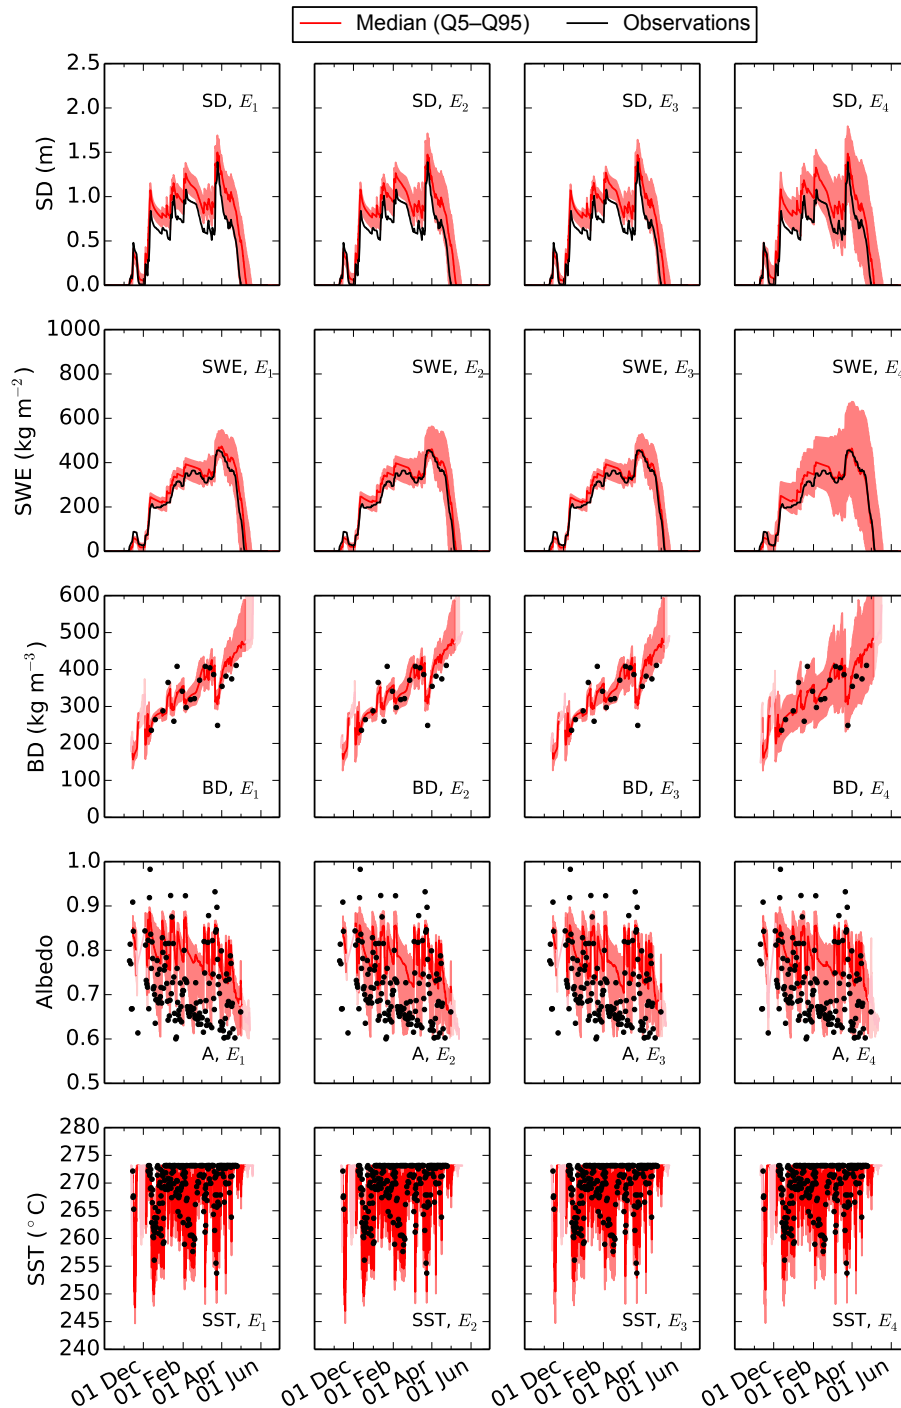 Median (Q5–Q95) Observations
SD (m)
2.5
2.0
1.5
1.0
0.5
0.0
SD, E1
SD, E2
SD, E3
SD, E4
SWE (kg m−2)
1000
800
600
400
200
0
SWE, E1
SWE, E2
SWE, E3
SWE, E4
BD (kg m−3)
600
500
400
300
200
100
0
BD, E1
BD, E2
BD, E3
BD, E4
Albedo
1.0
0.9
0.8
0.7
0.6
0.5
A, E1
A, E2
A, E3
A, E4
SST (°C)
280
275
270
265
260
255
250
245
240
SST, E1
SST, E2
SST, E3
SST, E4
01 Dec 01 Feb 01 Apr 01 Jun
01 Dec 01 Feb 01 Apr 01 Jun
01 Dec 01 Feb 01 Apr 01 Jun
01 Dec 01 Feb 01 Apr 01 Jun